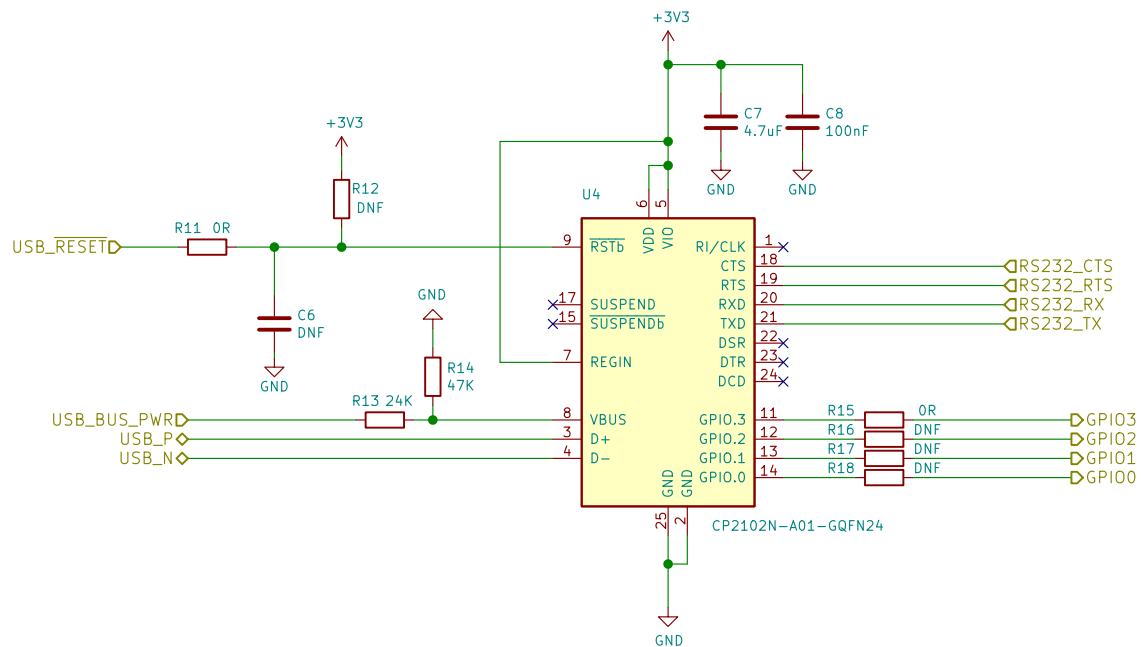 +3V3
C7
4.7uF
C8
100nF
GND
GND
+3V3
R12
DNF
U4
6
5
VDD
VIO
R11 0R
USB_RESET
9
RSTb
RI/CLK
1
CTS
18
RS232_CTS
RTS
19
RS232_RTS
17
SUSPEND
RXD
20
RS232_RX
15
SUSPENDb
TXD
21
RS232_TX
DSR
22
7
REGIN
DTR
23
DCD
24
C6
DNF
GND
GND
R14
47K
R13 24K
USB_BUS_PWR
8
VBUS
GPIO.3
11
R15
0R
GPIO3
USB_P
3
D+
GPIO.2
12
R16
DNF
GPIO2
USB_N
4
D-
GPIO.1
13
R17
DNF
GPIO1
GPIO.0
14
R18
DNF
GPIO0
GND
GND
25
2
CP2102N-A01-GQFN24
GND